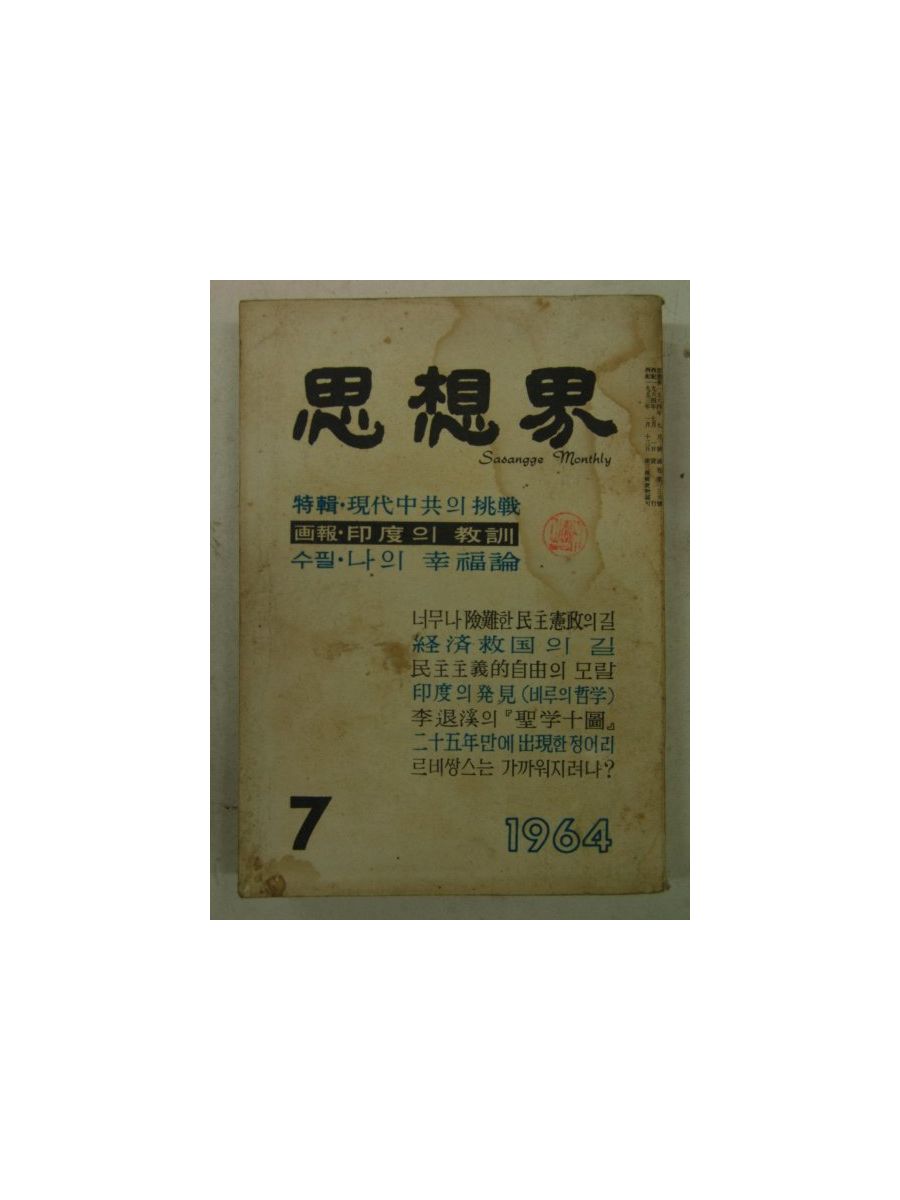 思想界
Sasangge Monthly
特輯·現代中共의 挑戦
画報·印度의 教訓
수필·나의 幸福論
너무나 險難한 民主憲政의 길
経済救国의 길
民主主義的自由의 모랄
印度의 発見 (비루의 哲学)
李退溪의 『聖学十圖』
二十五年만에 出現한 정어리
르비쌍스는 가까워지려나?
7
1964